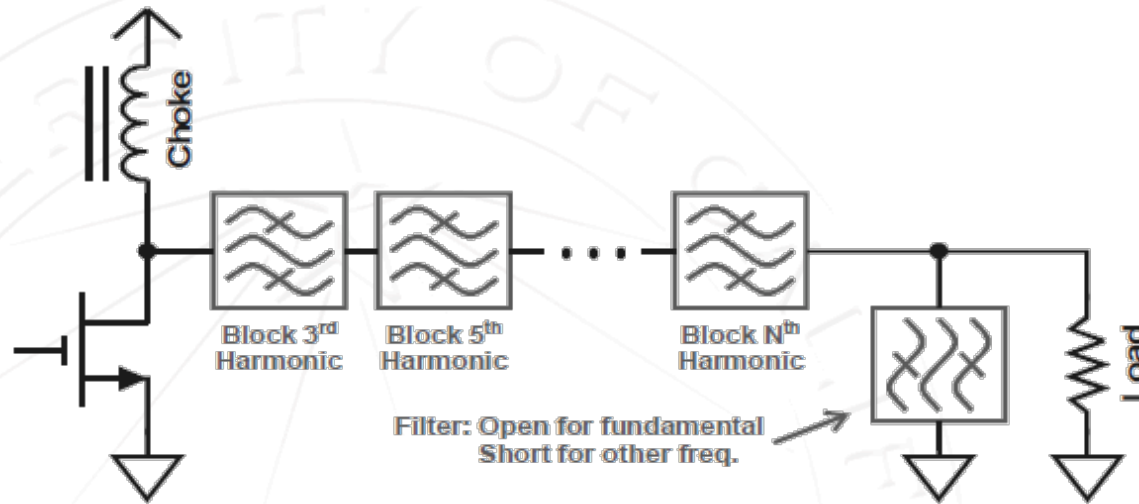 Choke
Block 3rd
Harmonic
Block 5th
Harmonic
Block Nth
Harmonic
Filter: Open for fundamental
Short for other freq.
Load